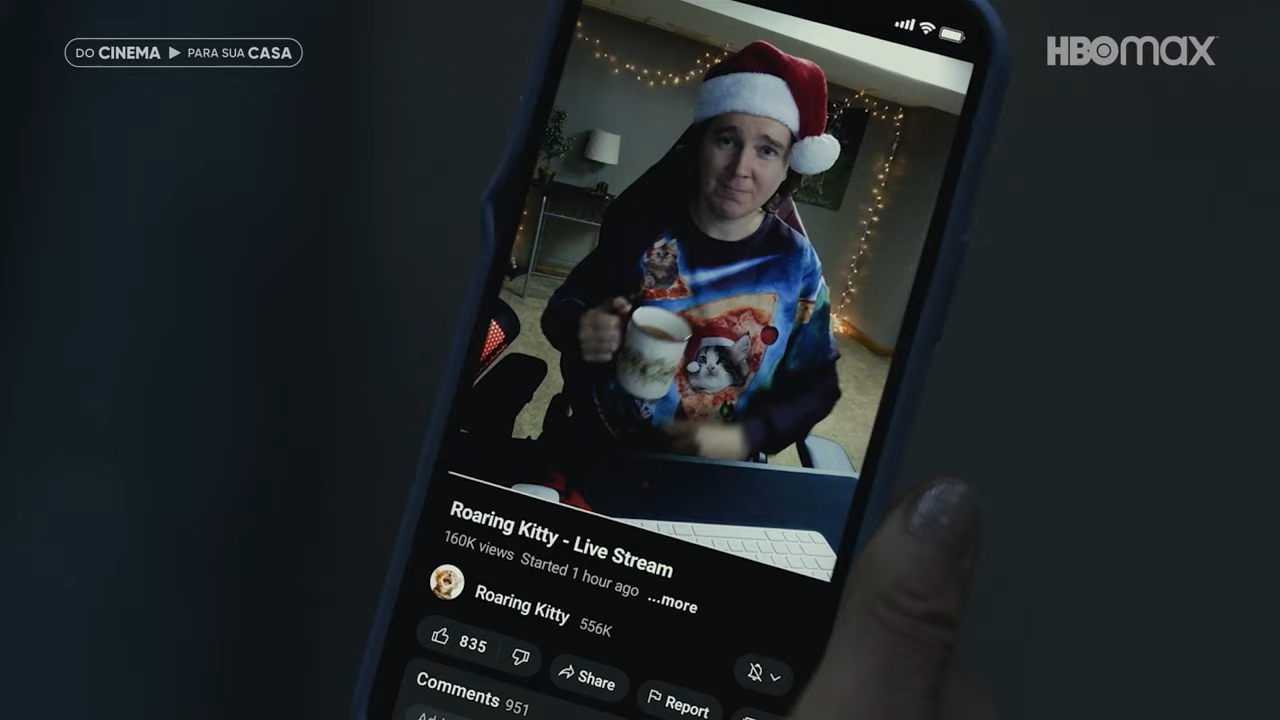 DO CINEMA ▶ PARA SUA CASA
HBOmax
Roaring Kitty - Live Stream
160K views Started 1 hour ago ...more
Roaring Kitty 556K
835
Share
Report
Comments 951